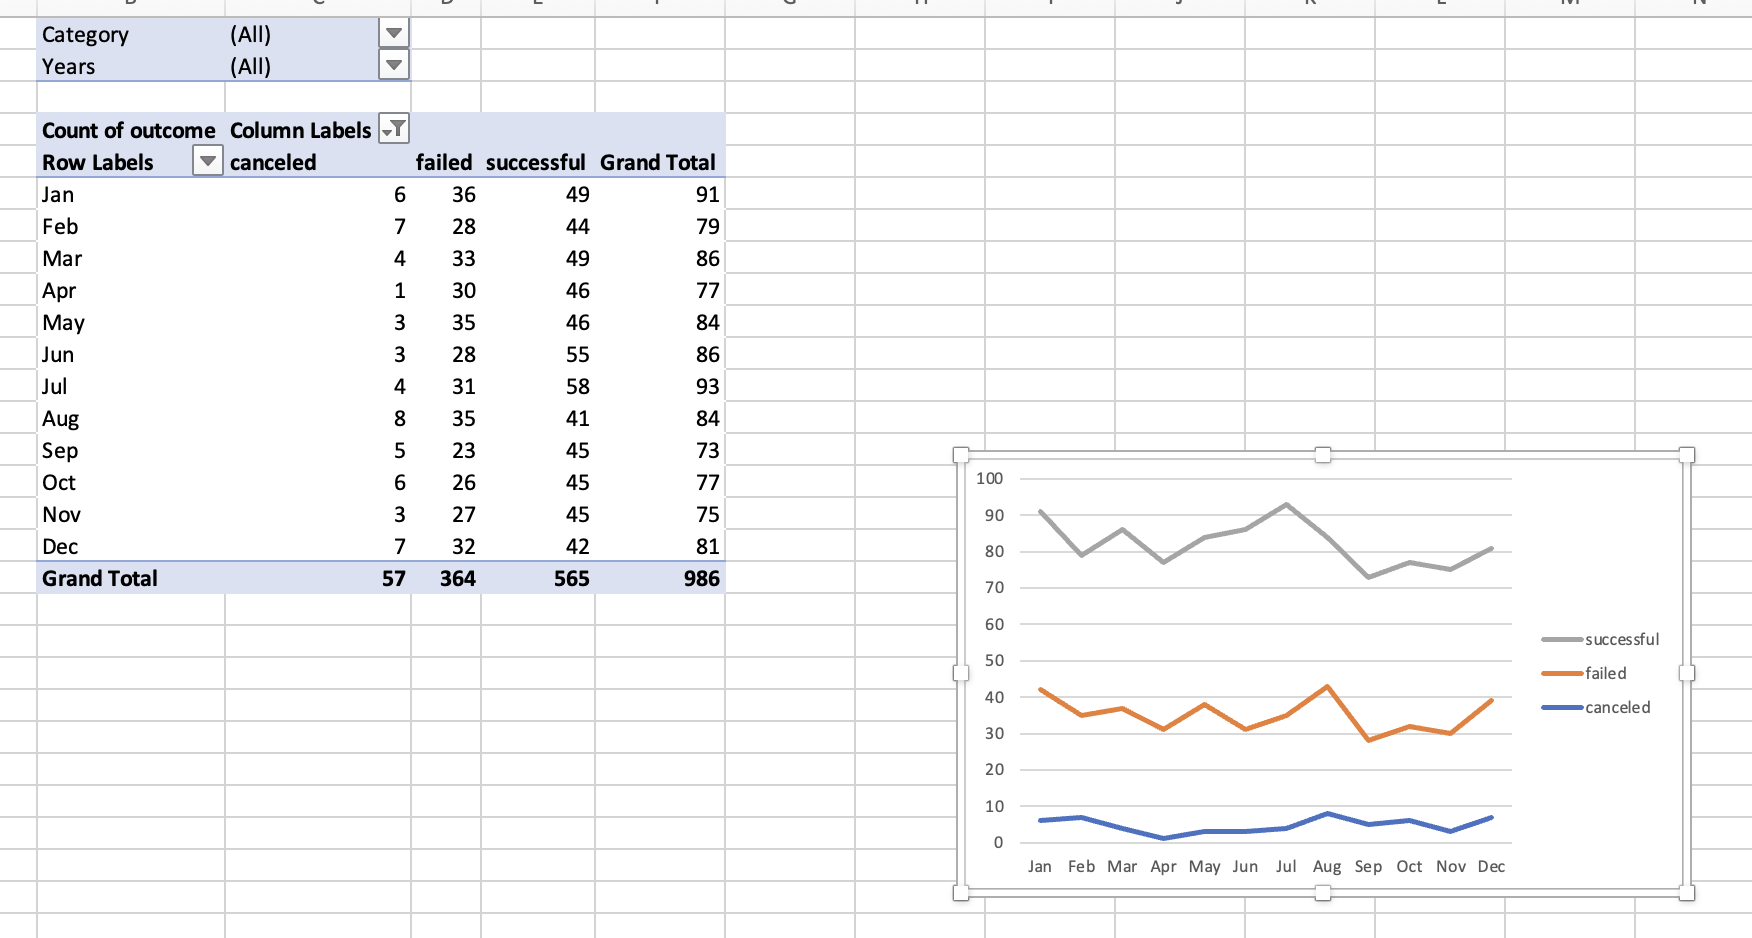 Category (All)
Years (All)
Count of outcome Column Labels
Row Labels canceled failed successful Grand Total
Jan 6 36 49 91
Feb 7 28 44 79
Mar 4 33 49 86
Apr 1 30 46 77
May 3 35 46 84
Jun 3 28 55 86
Jul 4 31 58 93
Aug 8 35 41 84
Sep 5 23 45 73
Oct 6 26 45 77
Nov 3 27 45 75
Dec 7 32 42 81
Grand Total 57 364 565 986
100
90
80
70
60
50
40
30
20
10
0
Jan Feb Mar Apr May Jun Jul Aug Sep Oct Nov Dec
successful
failed
canceled